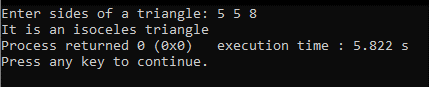 Enter sides of a triangle: 5 5 8
It is an isoceles triangle
Process returned 0 (0x0)   execution time : 5.822 s
Press any key to continue.